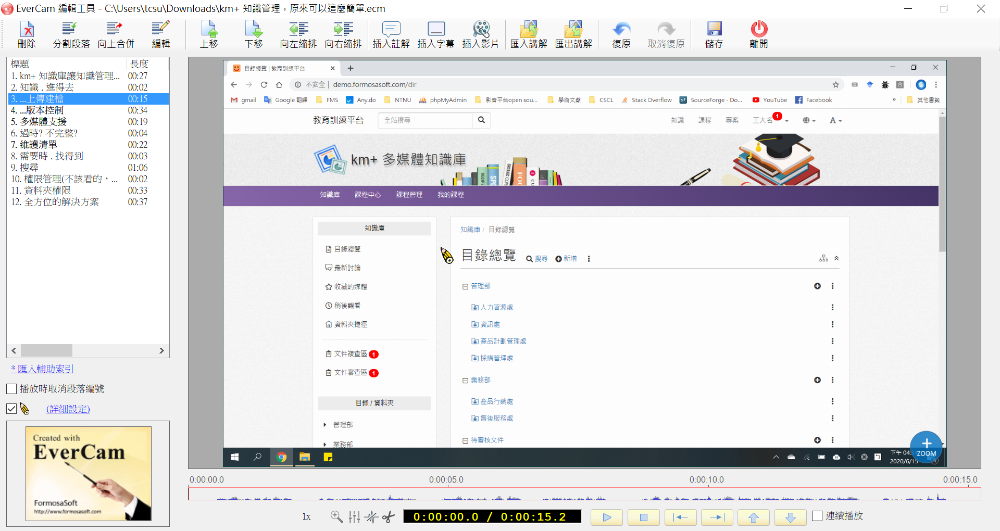 EverCam 編輯工具 - C:\Users\tcsu\Downloads\km+ 知識管理，原來可以這麼簡單.ecm
刪除 分割段落 向上合併 編輯 上移 下移 向左縮排 向右縮排 插入註解 插入字幕 插入影片 匯入講解 匯出講解 復原 取消復原 儲存 離開
標題 長度
1. km+ 知識庫讓知識管理... 00:27
2. 知識 . 進得去 00:02
3. ...上傳建檔 00:15
4. ...版本控制 00:34
5. 多媒體支援 00:19
6. 過時? 不完整? 00:04
7. 維護清單 00:22
8. 需要時 . 找得到 00:03
9. 搜尋 01:06
10. 權限管理(不該看的，... 00:02
11. 資料夾權限 00:33
12. 全方位的解決方案 00:37
* 匯入輔助索引
播放時取消段落編號
(詳細設定)
Created with
EverCam
FormosaSoft
http://www.formosasoft.com
目錄總覽 | 教育訓練平台
不安全 | demo.formosasoft.com/dir
gmail Google 翻譯 FMS Any.do NTNU phpMyAdmin 影音平台open sou... 學術文獻 CSCL Stack Overflow SourceForge - Do... YouTube Facebook » 其他書籤
教育訓練平台 全站搜尋 知識 課程 專案 王大名 1 A
km+ 多媒體知識庫
知識庫 課程中心 課程管理 我的課程
知識庫
目錄總覽
最新討論
收藏的媒體
稍後觀看
資料夾捷徑
文件複查區 1
文件審查區 1
目錄 / 資料夾
管理部
業務部
知識庫 / 目錄總覽
目錄總覽 搜尋 新增
管理部
人力資源處
資訊處
產品計劃管理處
採購管理處
業務部
產品行銷處
售後服務處
待審核文件
ZOOM
下午 04:
2020/6/15
0:00:00.0 0:00:05.0 0:00:10.0 0:00:15.0
1x 0:00:00.0 / 0:00:15.2 連續播放